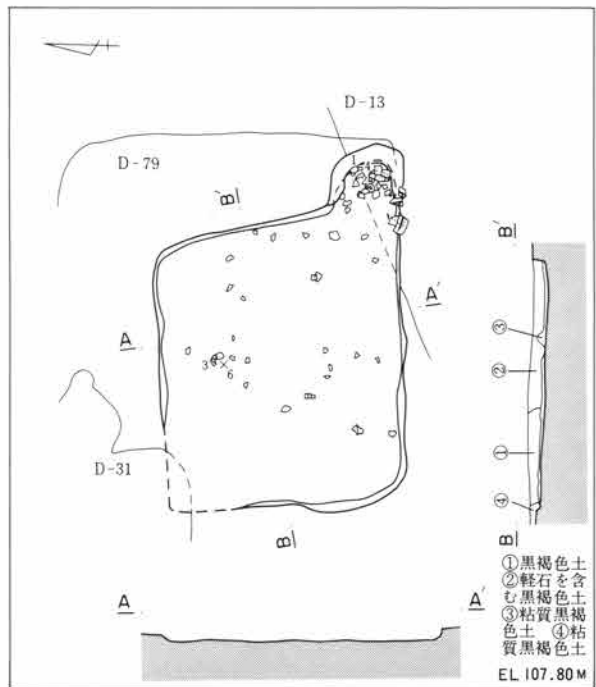 D-13
D-79
B'
B'
A'
A
3
6
③
②
D-31
①
④
B
B
①黒褐色土
②軽石を含
む黒褐色土
③粘質黒褐
色土 ④粘
質黒褐色土
A
A'
EL 107.80M